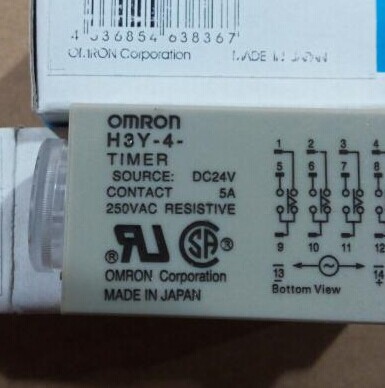 4 536854 638367
OMRON Corporation MADE IN JAPAN
OMRON
H3Y-4-
TIMER
SOURCE: DC24V
CONTACT 5A
250VAC RESISTIVE
OMRON Corporation
MADE IN JAPAN
1 2 3 4
5 6 7 8
9 10 11 12
13 14
- +
Bottom View